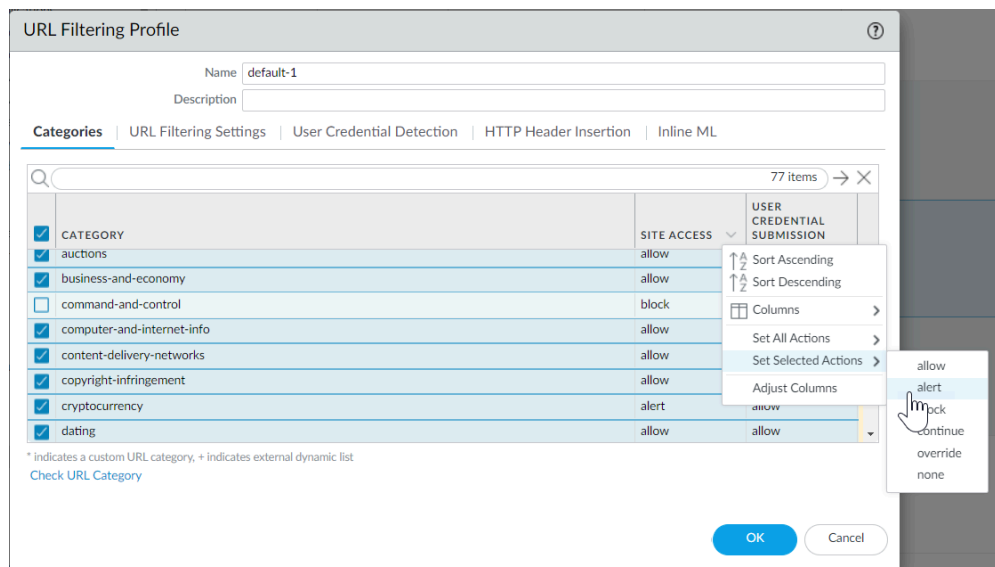 URL Filtering Profile
Name default-1
Description
Categories URL Filtering Settings User Credential Detection HTTP Header Insertion Inline ML
77 items
CATEGORY SITE ACCESS USER CREDENTIAL SUBMISSION
auctions allow
business-and-economy allow
command-and-control block
computer-and-internet-info allow
content-delivery-networks allow
copyright-infringement allow
cryptocurrency alert allow
dating allow allow
Sort Ascending
Sort Descending
Columns
Set All Actions
Set Selected Actions
Adjust Columns
allow
alert
continue
override
none
* indicates a custom URL category, + indicates external dynamic list
Check URL Category
OK Cancel